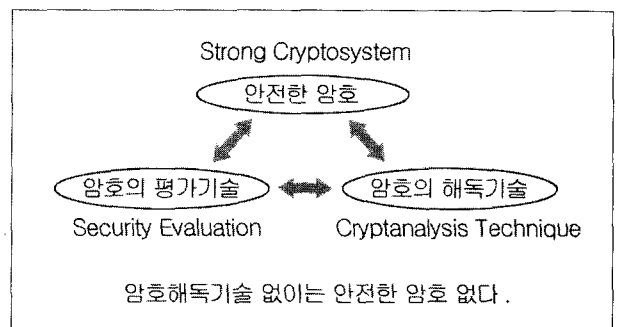 Strong Cryptosystem
안전한 암호
암호의 평가기술 암호의 해독기술
Security Evaluation Cryptanalysis Technique
암호해독기술 없이는 안전한 암호 없다.